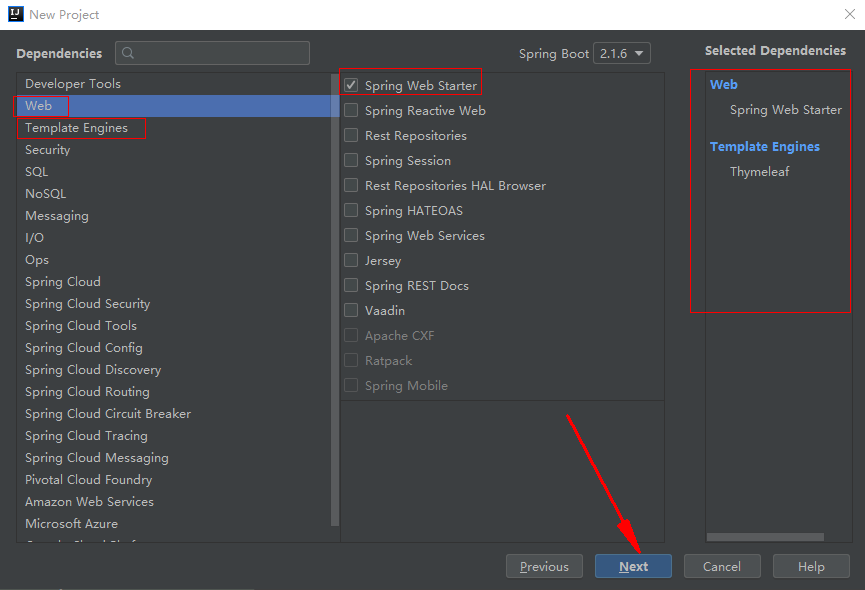 New Project
Dependencies
Spring Boot 2.1.6
Selected Dependencies
Developer Tools
Web
Template Engines
Security
SQL
NoSQL
Messaging
I/O
Ops
Spring Cloud
Spring Cloud Security
Spring Cloud Tools
Spring Cloud Config
Spring Cloud Discovery
Spring Cloud Routing
Spring Cloud Circuit Breaker
Spring Cloud Tracing
Spring Cloud Messaging
Pivotal Cloud Foundry
Amazon Web Services
Microsoft Azure
Spring Web Starter
Spring Reactive Web
Rest Repositories
Spring Session
Rest Repositories HAL Browser
Spring HATEOAS
Spring Web Services
Jersey
Spring REST Docs
Vaadin
Apache CXF
Ratpack
Spring Mobile
Web
Spring Web Starter
Template Engines
Thymeleaf
Previous
Next
Cancel
Help